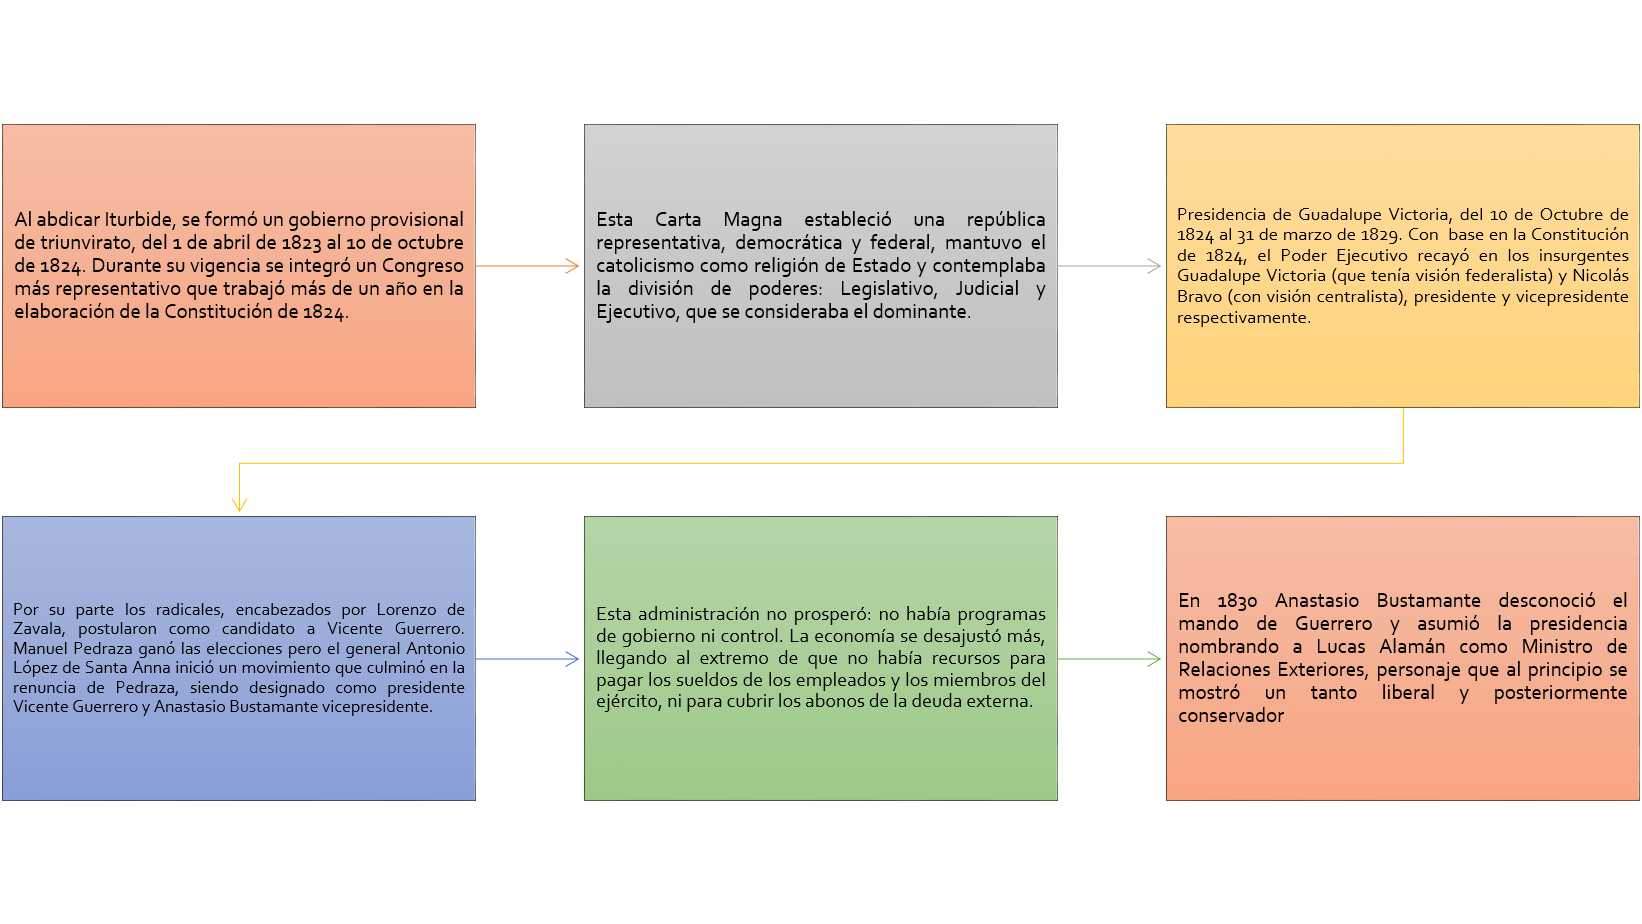 Al abdicar Iturbide, se formó un gobierno provisional
de triunvirato, del 1 de abril de 1823 al 10 de octubre
de 1824. Durante su vigencia se integró un Congreso
más representativo que trabajó más de un año en la
elaboración de la Constitución de 1824.
Esta Carta Magna estableció una república
representativa, democrática y federal, mantuvo el
catolicismo como religión de Estado y contemplaba
la división de poderes: Legislativo, Judicial y
Ejecutivo, que se consideraba el dominante.
Presidencia de Guadalupe Victoria, del 10 de Octubre de
1824 al 31 de marzo de 1829. Con base en la Constitución
de 1824, el Poder Ejecutivo recayó en los insurgentes
Guadalupe Victoria (que tenía visión federalista) y Nicolás
Bravo (con visión centralista), presidente y vicepresidente
respectivamente.
Por su parte los radicales, encabezados por Lorenzo de
Zavala, postularon como candidato a Vicente Guerrero.
Manuel Pedraza ganó las elecciones pero el general Antonio
López de Santa Anna inició un movimiento que culminó en la
renuncia de Pedraza, siendo designado como presidente
Vicente Guerrero y Anastasio Bustamante vicepresidente.
Esta administración no prosperó: no había programas
de gobierno ni control. La economía se desajustó más,
llegando al extremo de que no había recursos para
pagar los sueldos de los empleados y los miembros del
ejército, ni para cubrir los abonos de la deuda externa.
En 1830 Anastasio Bustamante desconoció el
mando de Guerrero y asumió la presidencia
nombrando a Lucas Alamán como Ministro de
Relaciones Exteriores, personaje que al principio se
mostró un tanto liberal y posteriormente
conservador